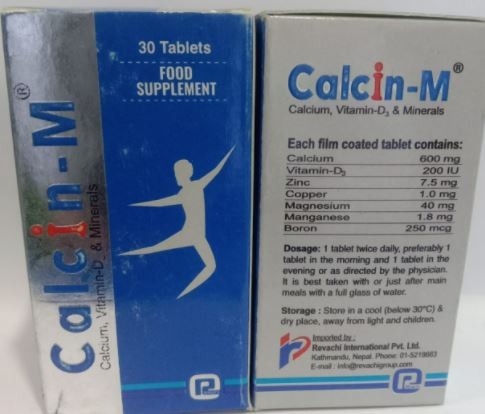 30 Tablets
FOOD
SUPPLEMENT
Calcin-M®
Calcium, Vitamin-D3 & Minerals
Calcin-M®
Calcium, Vitamin-D3 & Minerals
Each film coated tablet contains:
Calcium 600 mg
Vitamin-D3 200 IU
Zinc 7.5 mg
Copper 1.0 mg
Magnesium 40 mg
Manganese 1.8 mg
Boron 250 mcg
Dosage: 1 tablet twice daily, preferably 1
tablet in the morning and 1 tablet in the
evening or as directed by the physician.
It is best taken with or just after main
meals with a full glass of water.
Storage : Store in a cool (below 30°C) &
dry place, away from light and children.
Imported by :
Revachi International Pvt. Ltd.
Kathmandu, Nepal. Phone: 01-5219663
E-mail : info@revachigroup.com